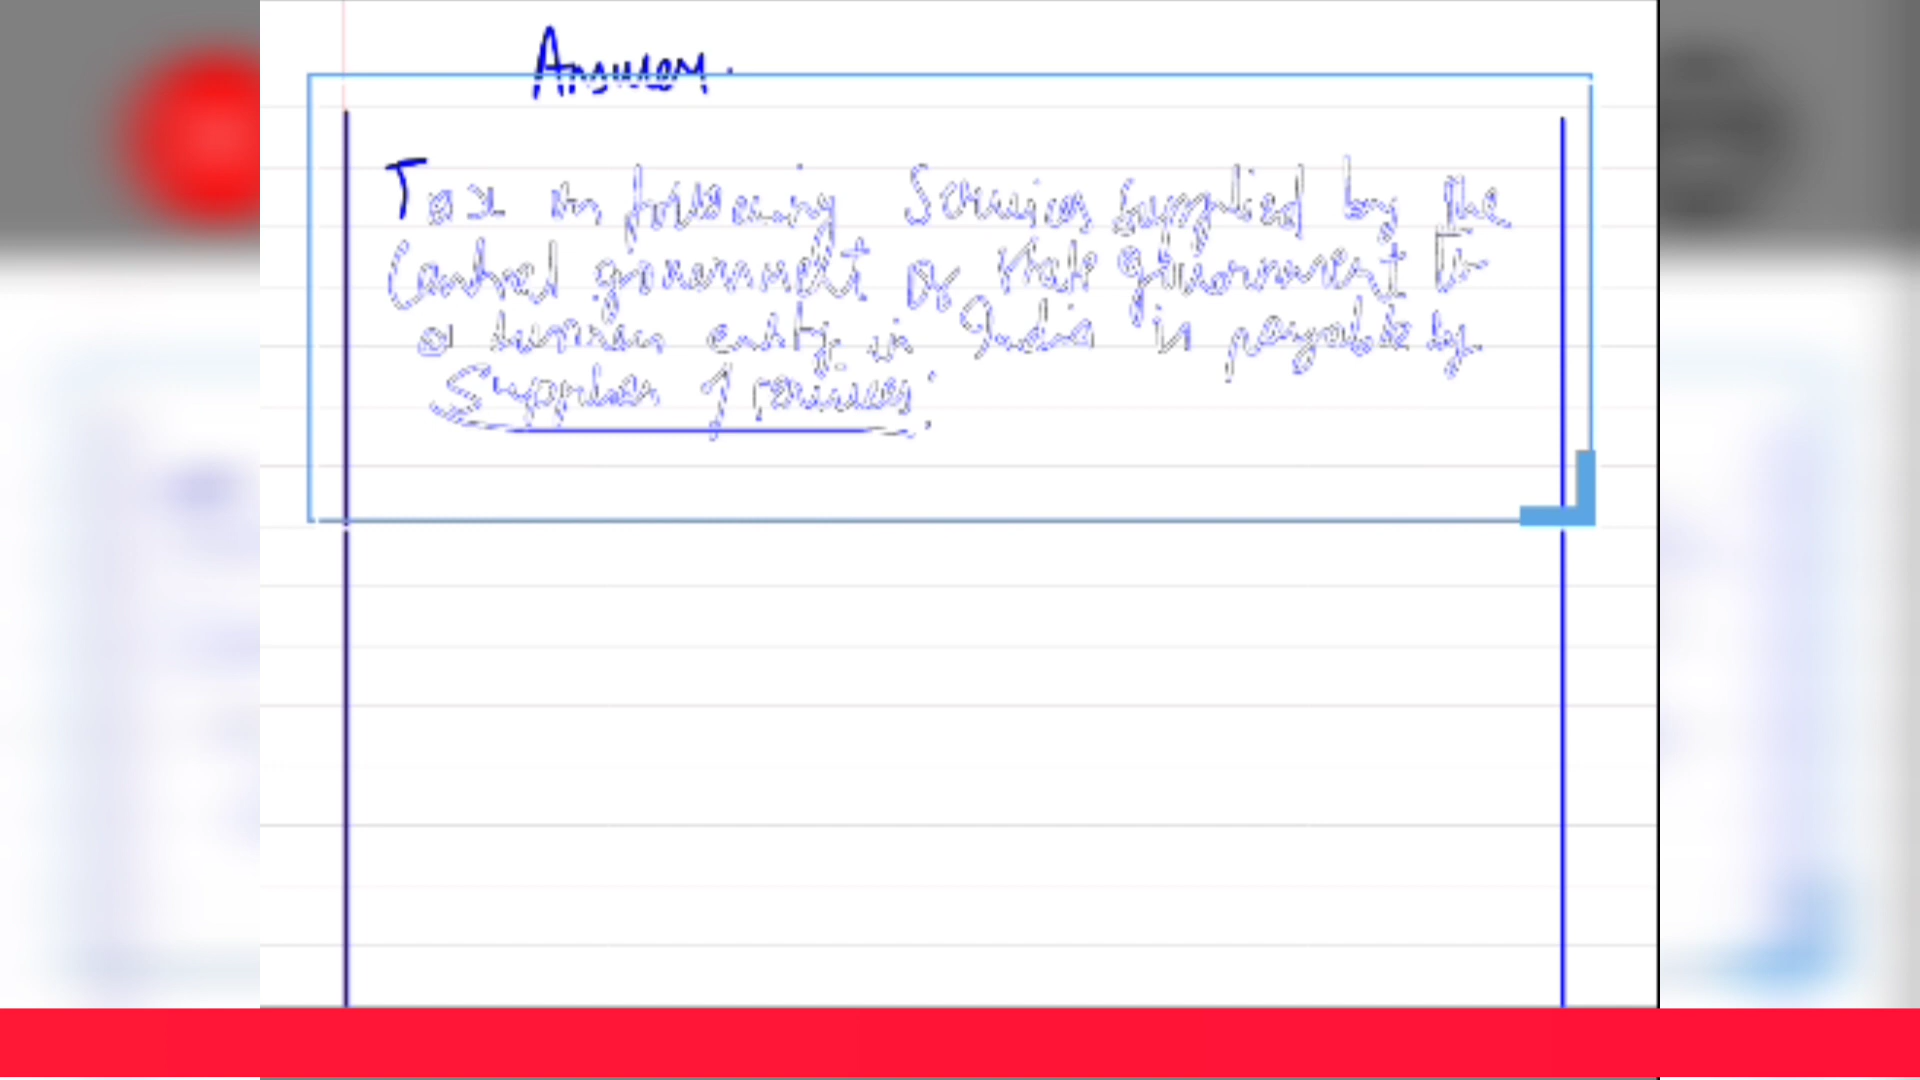 Answer.
Tax on following Services supplied by the
Central government or State government to
a business entity in India is payable by
Supplier of services.